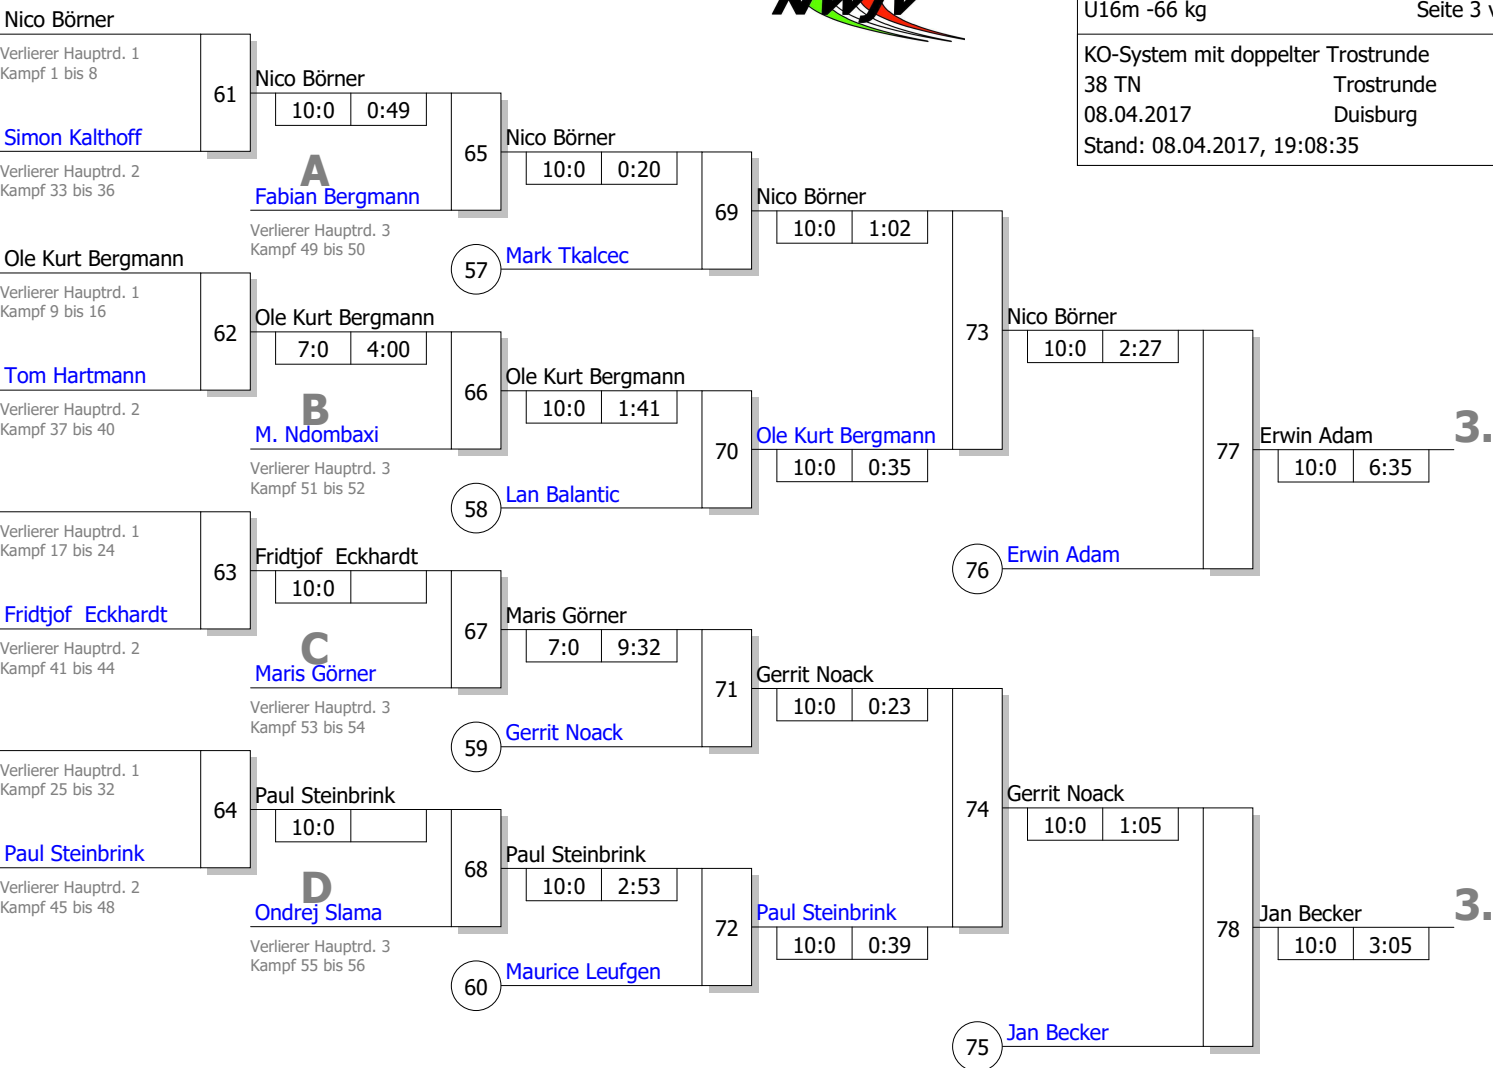 NWJV
U16m -66 kg Seite 3 v
KO-System mit doppelter Trostrunde
38 TN Trostrunde
08.04.2017 Duisburg
Stand: 08.04.2017, 19:08:35
Nico Börner
Verlierer Hauptrd. 1
Kampf 1 bis 8
61
Simon Kalthoff
Verlierer Hauptrd. 2
Kampf 33 bis 36
Ole Kurt Bergmann
Verlierer Hauptrd. 1
Kampf 9 bis 16
62
Tom Hartmann
Verlierer Hauptrd. 2
Kampf 37 bis 40
Verlierer Hauptrd. 1
Kampf 17 bis 24
63
Fridtjof Eckhardt
Verlierer Hauptrd. 2
Kampf 41 bis 44
Verlierer Hauptrd. 1
Kampf 25 bis 32
64
Paul Steinbrink
Verlierer Hauptrd. 2
Kampf 45 bis 48
Nico Börner
10:0 0:49
A
65
Fabian Bergmann
Verlierer Hauptrd. 3
Kampf 49 bis 50
Ole Kurt Bergmann
7:0 4:00
B
66
M. Ndombaxi
Verlierer Hauptrd. 3
Kampf 51 bis 52
Fridtjof Eckhardt
10:0
C
67
Maris Görner
Verlierer Hauptrd. 3
Kampf 53 bis 54
Paul Steinbrink
10:0
D
68
Ondrej Slama
Verlierer Hauptrd. 3
Kampf 55 bis 56
Nico Börner
10:0 0:20
69
57 Mark Tkalcec
Ole Kurt Bergmann
10:0 1:41
70
58 Lan Balantic
Maris Görner
7:0 9:32
71
59 Gerrit Noack
Paul Steinbrink
10:0 2:53
72
60 Maurice Leufgen
Nico Börner
10:0 1:02
73
Ole Kurt Bergmann
10:0 0:35
Gerrit Noack
10:0 0:23
74
Paul Steinbrink
10:0 0:39
Nico Börner
10:0 2:27
77
76 Erwin Adam
Gerrit Noack
10:0 1:05
78
75 Jan Becker
Erwin Adam 3.
10:0 6:35
Jan Becker 3.
10:0 3:05